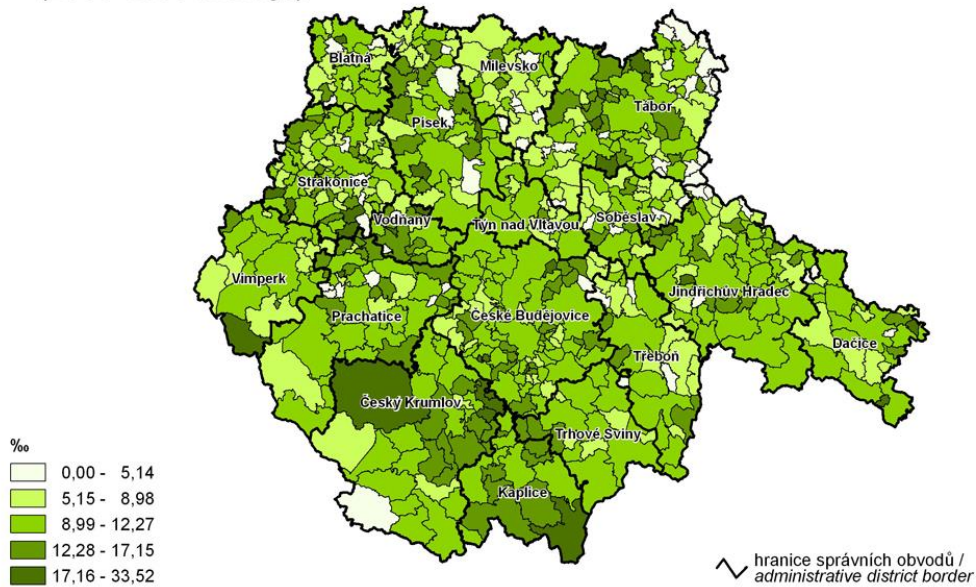 Blatná
Milevsko
Tábor
Písek
Strakonice
Vodňany
Týn nad Vltavou
Soběslav
Vimperk
Jindřichův Hradec
Prachatice
České Budějovice
Dačice
Třeboň
Český Krumlov
Trhové Sviny
Kaplice
‰
0,00 - 5,14
5,15 - 8,98
8,99 - 12,27
12,28 - 17,15
17,16 - 33,52
hranice správních obvodů /
administrative district border